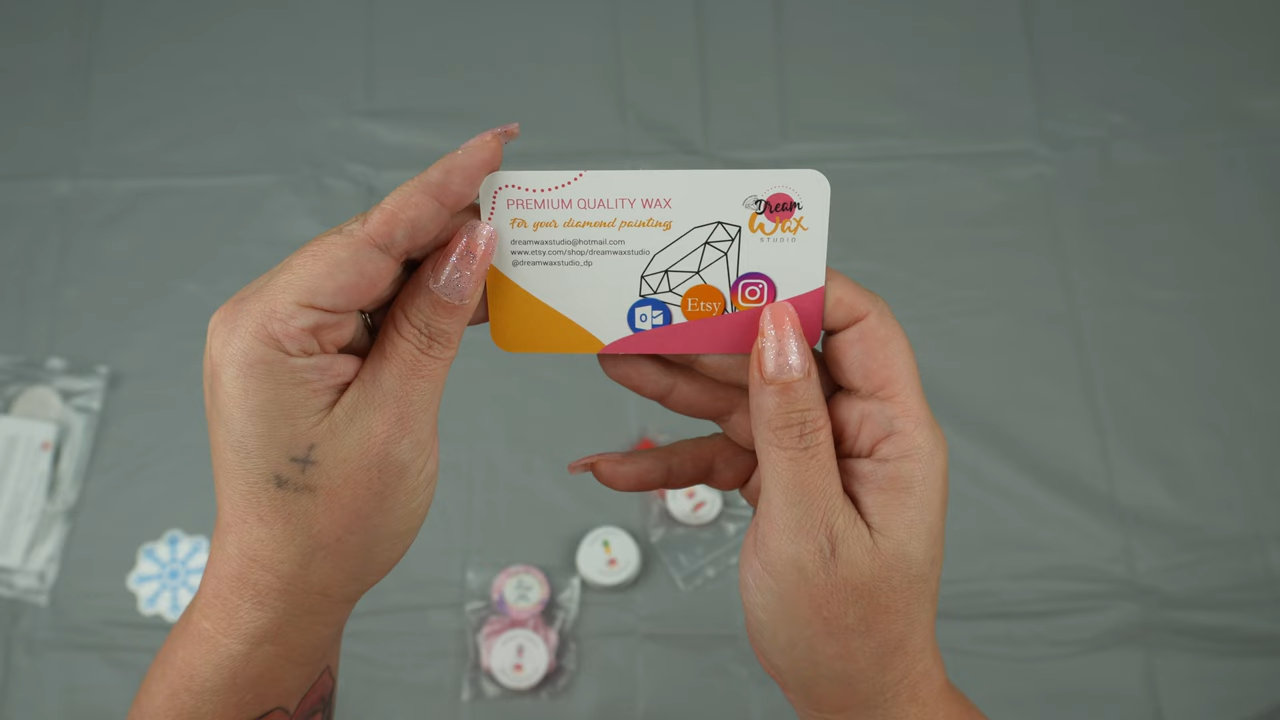 PREMIUM QUALITY WAX
For your diamond paintings
dreamwaxstudio@hotmail.com
www.etsy.com/shop/dreamwaxstudio
@dreamwaxstudio_dp
Dream
Wax
STUDIO
Etsy